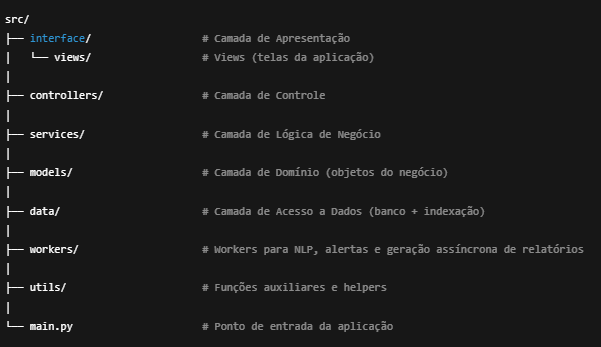 src/
├── interface/ # Camada de Apresentação
│   └── views/ # Views (telas da aplicação)
│
├── controllers/ # Camada de Controle
│
├── services/ # Camada de Lógica de Negócio
│
├── models/ # Camada de Domínio (objetos do negócio)
│
├── data/ # Camada de Acesso a Dados (banco + indexação)
│
├── workers/ # Workers para NLP, alertas e geração assíncrona de relatórios
│
├── utils/ # Funções auxiliares e helpers
│
└── main.py # Ponto de entrada da aplicação